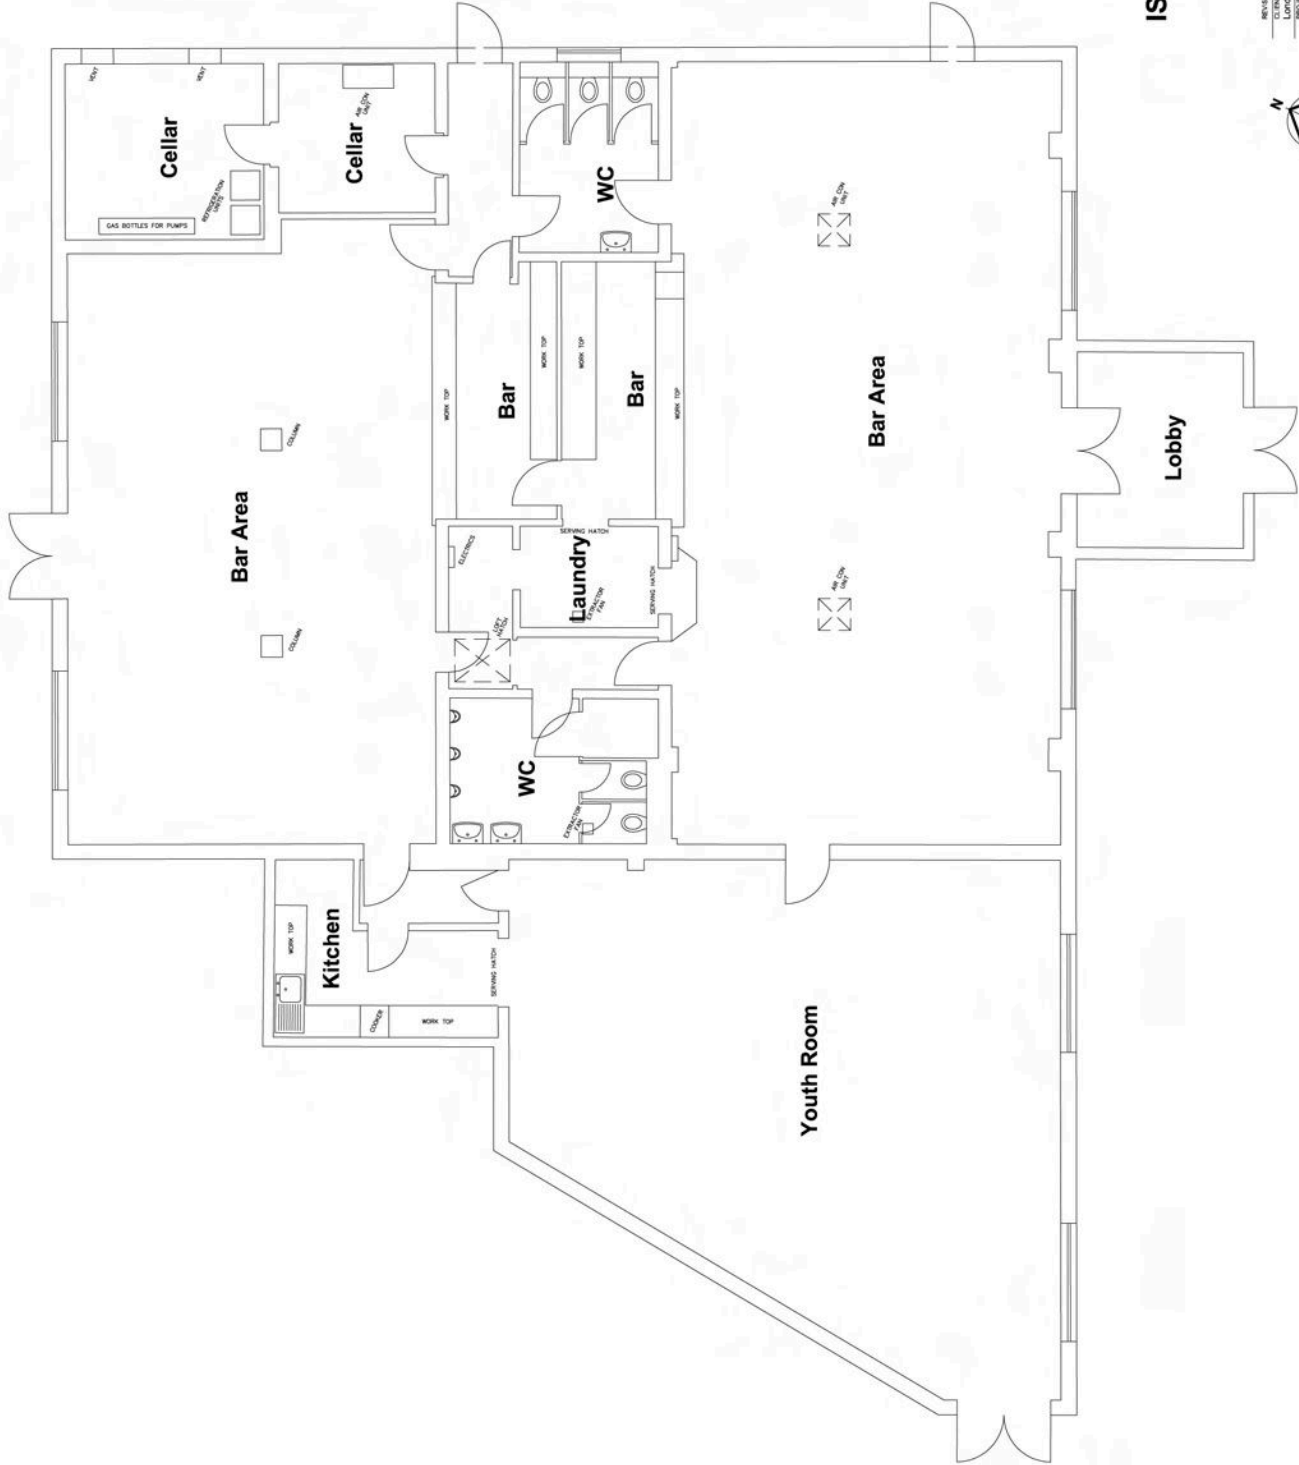 IS
N
VENT
VENT
Cellar
REFRIGERATION
UNITS
GAS BOTTLES FOR PUMPS
AIR CON
UNIT
Cellar
WC
AIR CON
UNIT
COLUMN
Bar Area
COLUMN
WORK TOP
Bar
WORK TOP
WORK TOP
Bar
WORK TOP
Bar Area
Lobby
ELECTRICS
SERVING HATCH
Laundry
EXTRACTOR
FAN
SERVING HATCH
LOFT
HATCH
AIR CON
UNIT
WC
EXTRACTOR
FAN
WORK TOP
Kitchen
SERVING HATCH
COOKER
WORK TOP
Youth Room